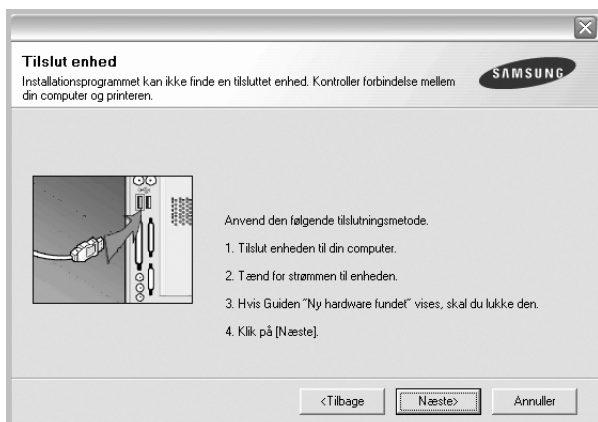 Tilslut enhed
Installationsprogrammet kan ikke finde en tilsluttet enhed. Kontroller forbindelse mellem
din computer og printeren.
SAMSUNG
Anvend den følgende tilslutningsmetode.
1. Tilslut enheden til din computer.
2. Tænd for strømmen til enheden.
3. Hvis Guiden "Ny hardware fundet" vises, skal du lukke den.
4. Klik på [Næste].
<Tilbage
Næste>
Annuller